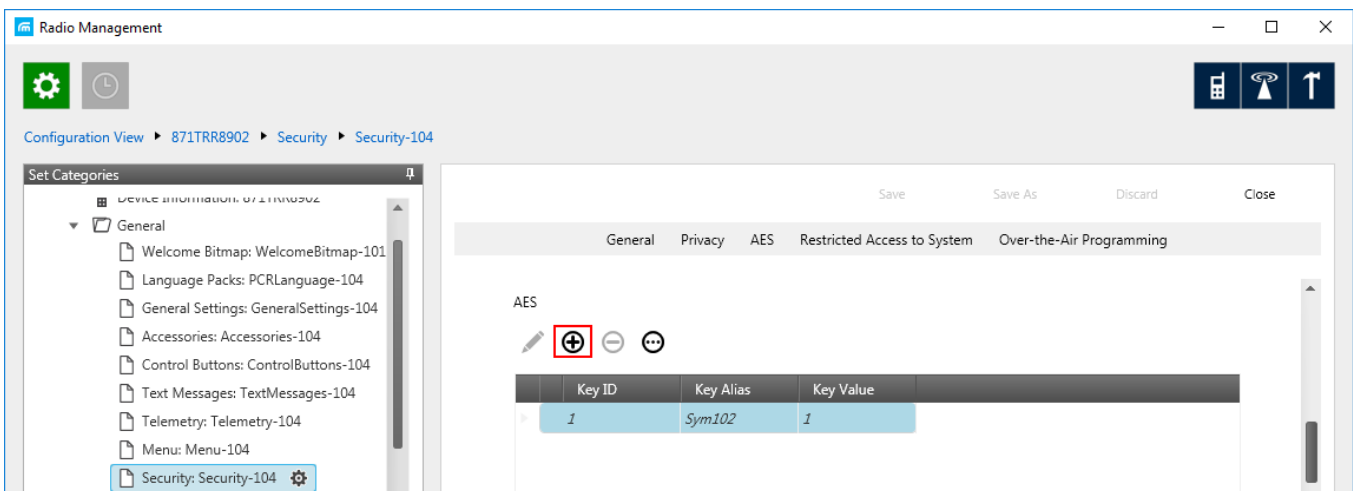 Radio Management
Configuration View ▸ 871TRR8902 ▸ Security ▸ Security-104
Set Categories
Device Information: 871TRR8902
General
Welcome Bitmap: WelcomeBitmap-101
Language Packs: PCRLanguage-104
General Settings: GeneralSettings-104
Accessories: Accessories-104
Control Buttons: ControlButtons-104
Text Messages: TextMessages-104
Telemetry: Telemetry-104
Menu: Menu-104
Security: Security-104
Save Save As Discard Close
General Privacy AES Restricted Access to System Over-the-Air Programming
AES
Key ID Key Alias Key Value
1 Sym102 1